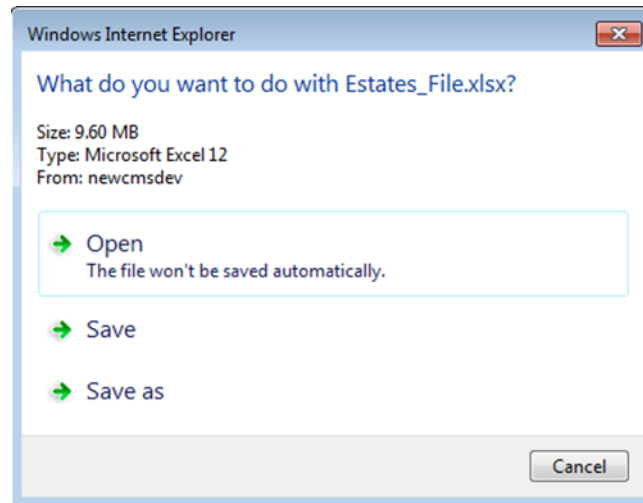 Windows Internet Explorer
What do you want to do with Estates_File.xlsx?
Size: 9.60 MB
Type: Microsoft Excel 12
From: newcmsdev
Open
The file won't be saved automatically.
Save
Save as
Cancel